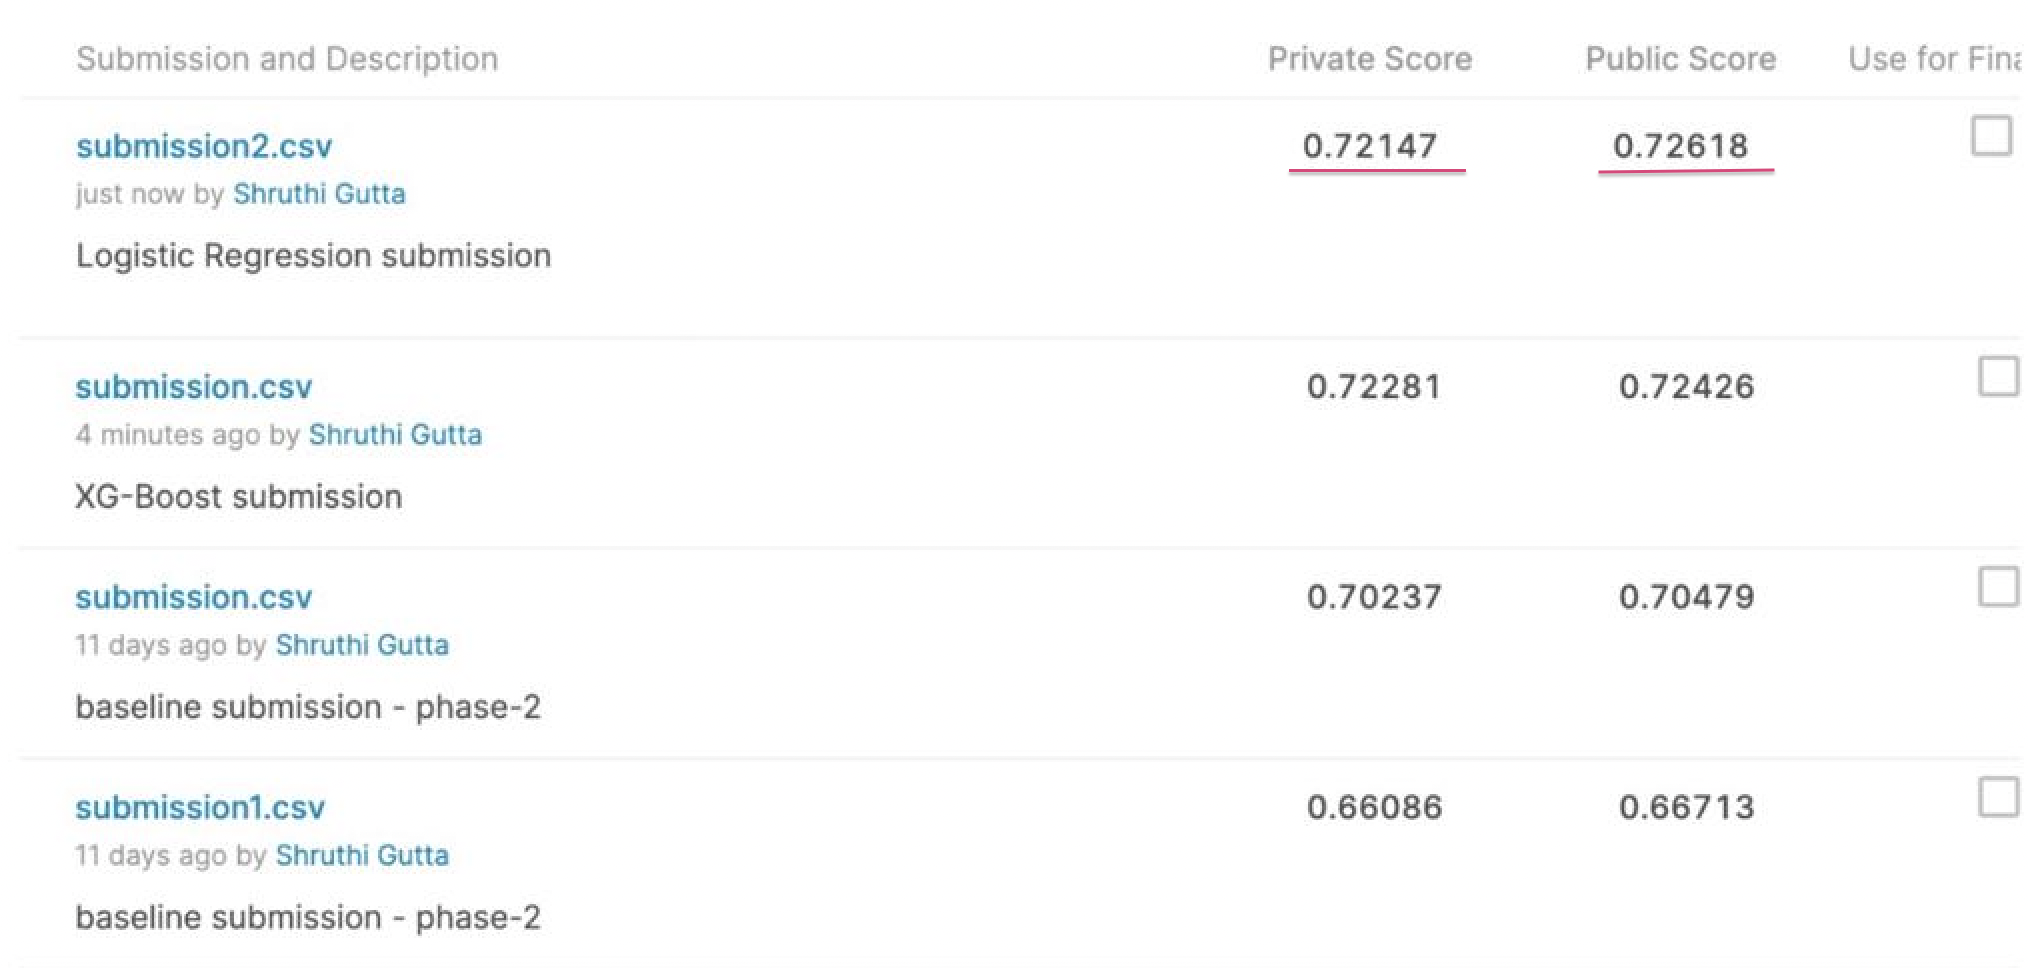 Submission and Description Private Score Public Score Use for Fina
submission2.csv 0.72147 0.72618
just now by Shruthi Gutta
Logistic Regression submission
submission.csv 0.72281 0.72426
4 minutes ago by Shruthi Gutta
XG-Boost submission
submission.csv 0.70237 0.70479
11 days ago by Shruthi Gutta
baseline submission - phase-2
submission1.csv 0.66086 0.66713
11 days ago by Shruthi Gutta
baseline submission - phase-2